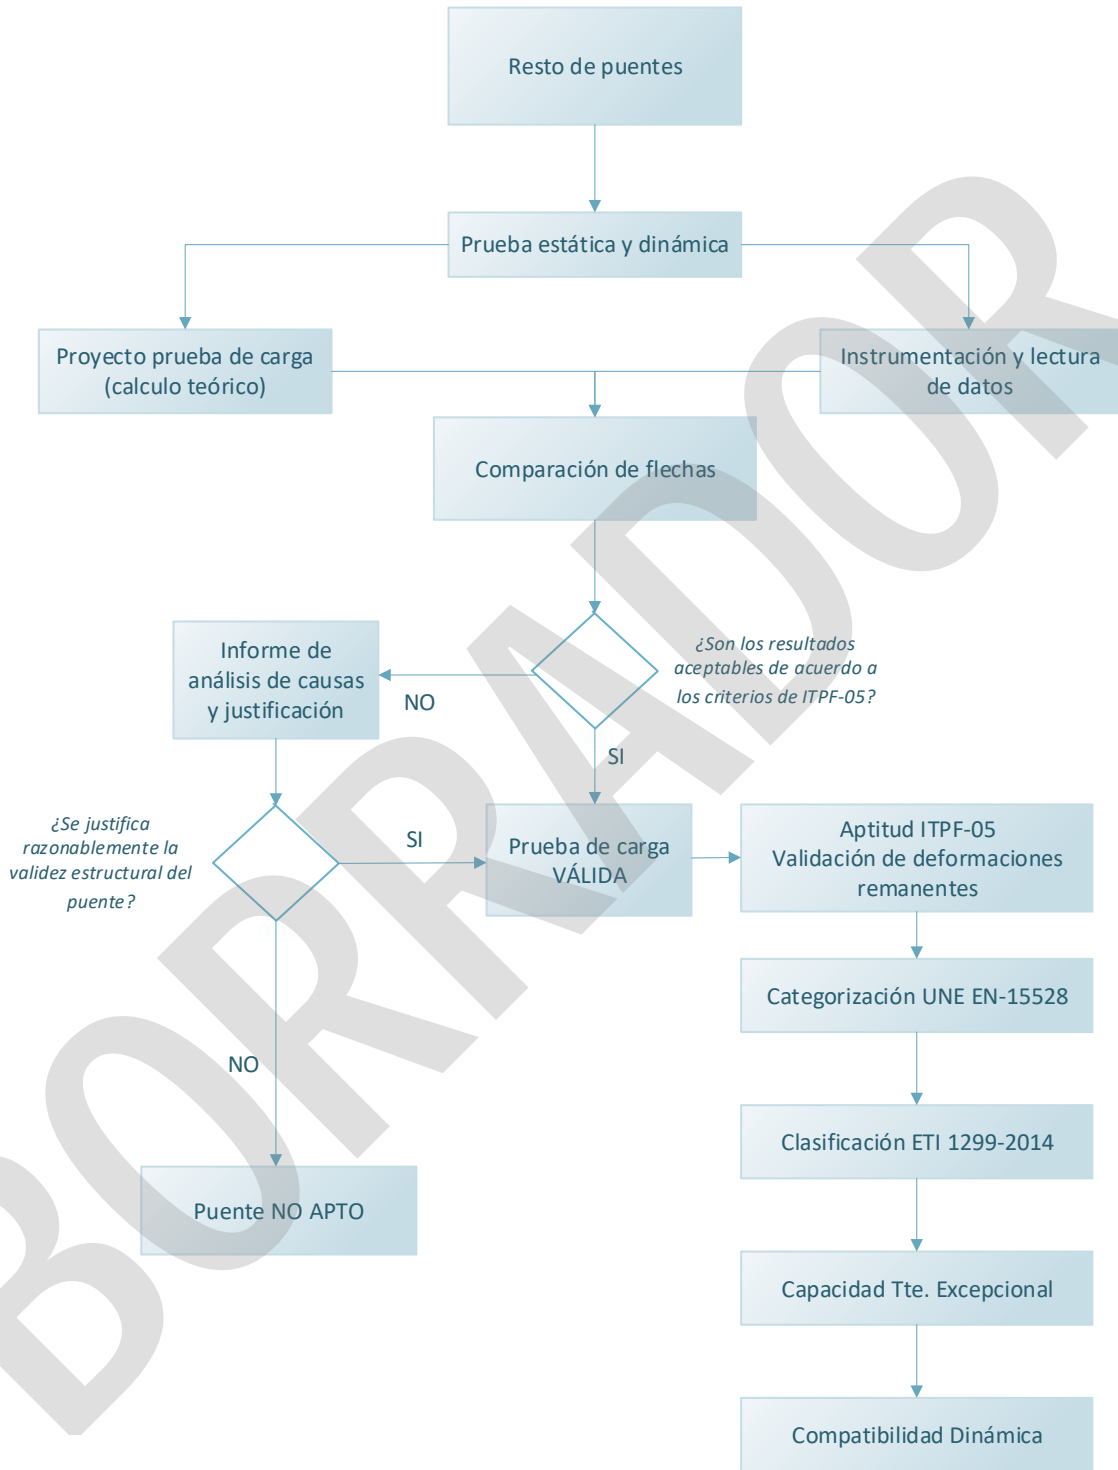 Resto de puentes
Prueba estática y dinámica
Proyecto prueba de carga
(calculo teórico)
Instrumentación y lectura
de datos
Comparación de flechas
¿Son los resultados
aceptables de acuerdo a
los criterios de ITPF-05?
Informe de
análisis de causas
y justificación
NO
SI
¿Se justifica
razonablemente la
validez estructural del
puente?
SI
Prueba de carga
VÁLIDA
Aptitud ITPF-05
Validación de deformaciones
remanentes
Categorización UNE EN-15528
NO
Clasificación ETI 1299-2014
Puente NO APTO
Capacidad Tte. Excepcional
Compatibilidad Dinámica
BORRADOR